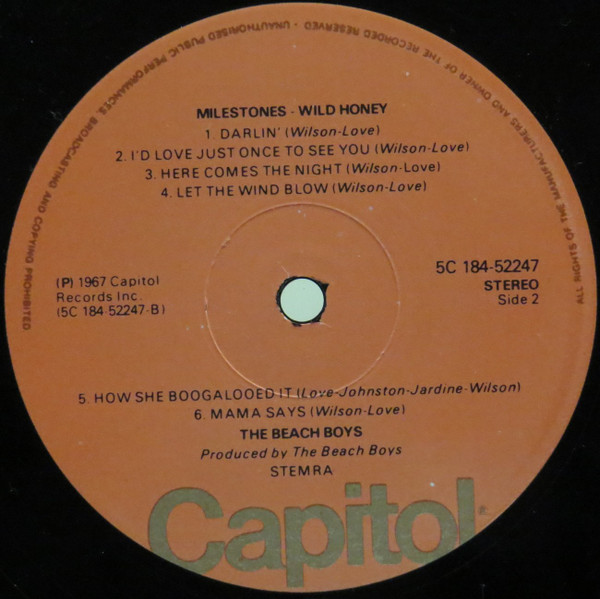 ALL RIGHTS OF THE MANUFACTURERS AND OWNER OF THE RECORDED RESERVED - UNAUTHORISED PUBLIC PERFORMANCES, BROADCASTING AND COPYING PROHIBITED
MILESTONES - WILD HONEY
1. DARLIN' (Wilson-Love)
2. I'D LOVE JUST ONCE TO SEE YOU (Wilson-Love)
3. HERE COMES THE NIGHT (Wilson-Love)
4. LET THE WIND BLOW (Wilson-Love)
(P) 1967 Capitol
Records Inc.
(5C 184-52247-B)
5C 184-52247
STEREO
Side 2
5. HOW SHE BOOGALOOED IT (Love-Johnston-Jardine-Wilson)
6. MAMA SAYS (Wilson-Love)
THE BEACH BOYS
Produced by The Beach Boys
STEMRA
Capitol®